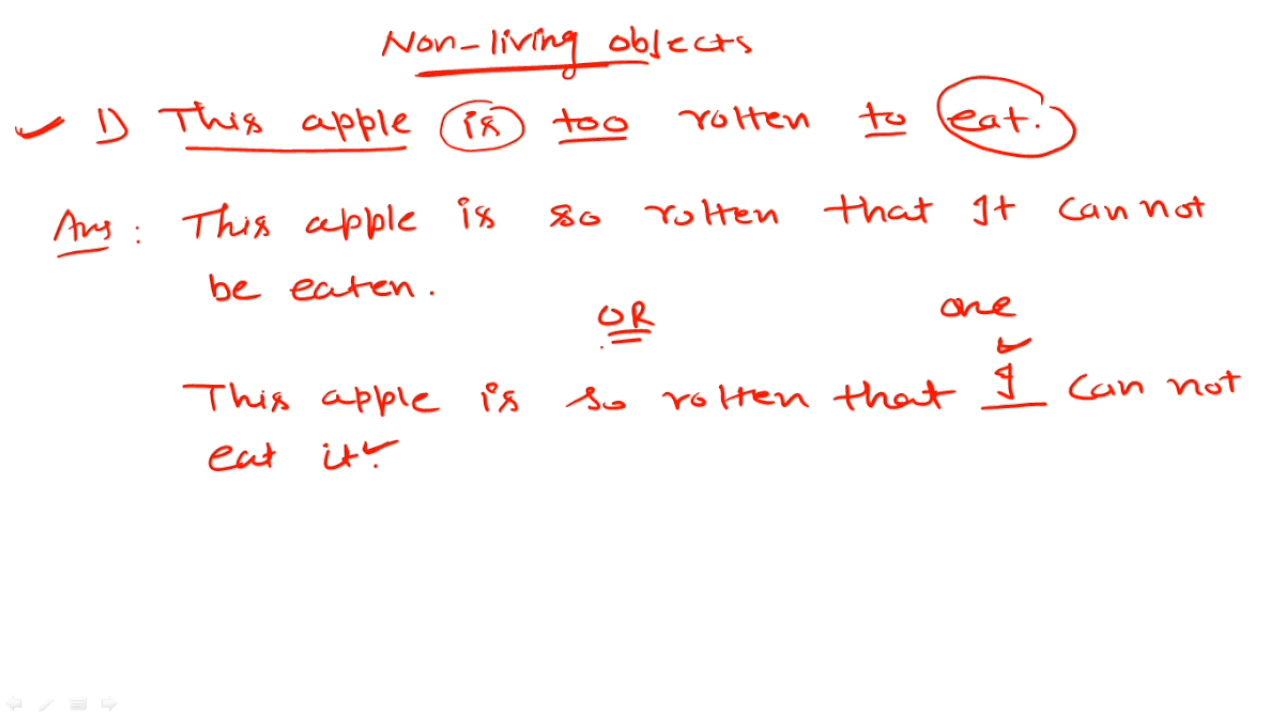 Non-living objects
1) This apple is too rotten to eat.
Ans: This apple is so rotten that It can not
be eaten.
OR
one
This apple is so rotten that I can not
eat it.